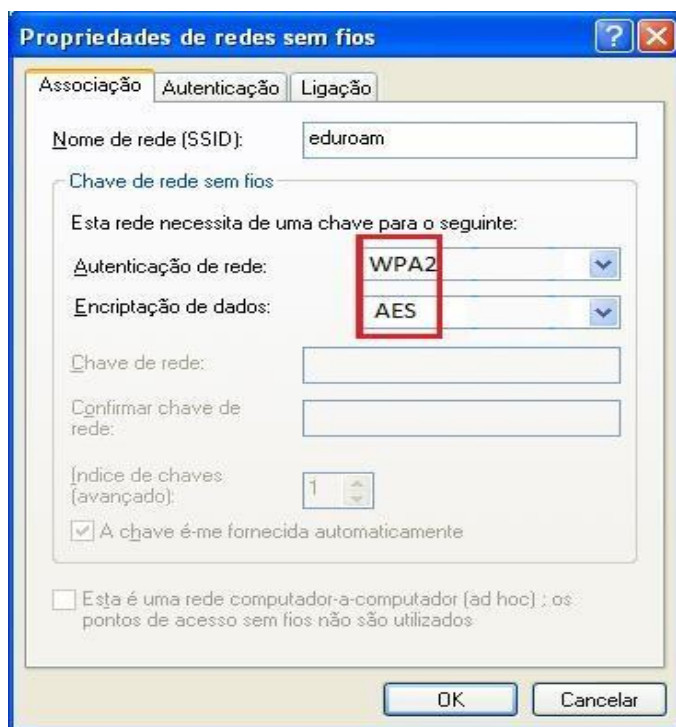 Propriedades de redes sem fios
Associação Autenticação Ligação
Nome de rede (SSID): eduroam
Chave de rede sem fios
Esta rede necessita de uma chave para o seguinte:
Autenticação de rede: WPA2
Encriptação de dados: AES
Chave de rede:
Confirmar chave de
rede:
Índice de chaves
(avançado): 1
A chave é-me fornecida automaticamente
Esta é uma rede computador-a-computador (ad hoc) ; os
pontos de acesso sem fios não são utilizados
OK Cancelar